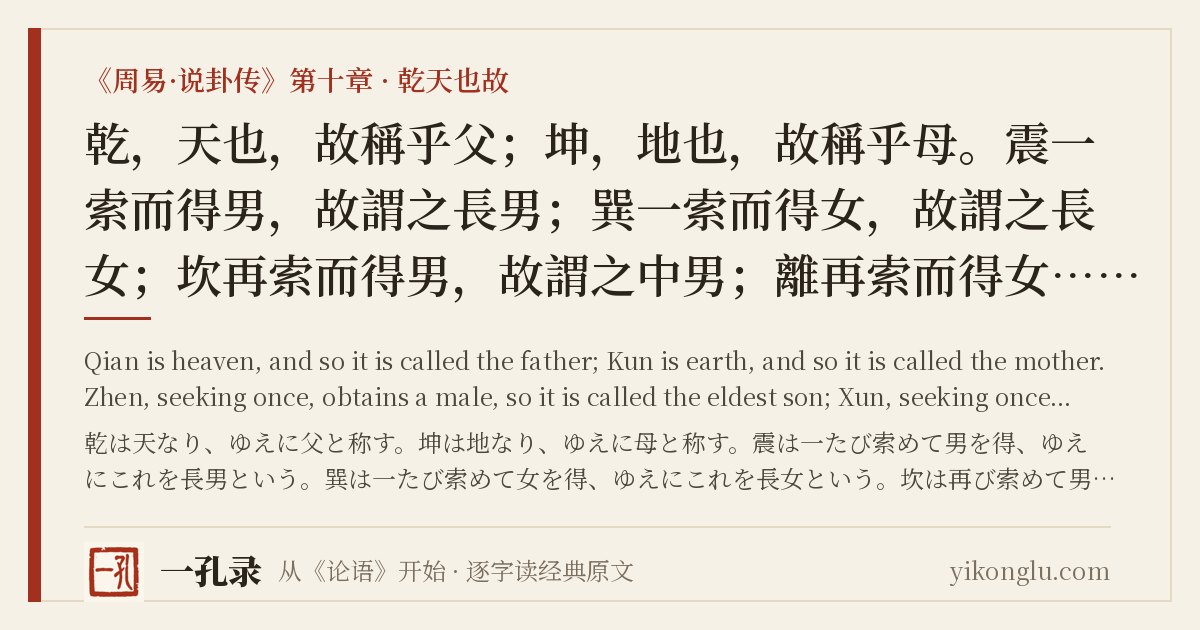 《周易·说卦传》第十章 · 乾天也故
乾，天也，故稱乎父；坤，地也，故稱乎母。震一
索而得男，故謂之長男；巽一索而得女，故謂之長
女；坎再索而得男，故謂之中男；離再索而得女……
Qian is heaven, and so it is called the father; Kun is earth, and so it is called the mother.
Zhen, seeking once, obtains a male, so it is called the eldest son; Xun, seeking once...
乾は天なり、ゆえに父と称す。坤は地なり、ゆえに母と称す。震は一たび索めて男を得、ゆえ
にこれを長男という。巽は一たび索めて女を得、ゆえにこれを長女という。坎は再び索めて男…
一孔
一孔录 从《论语》开始 · 逐字读经典原文 yikonglu.com